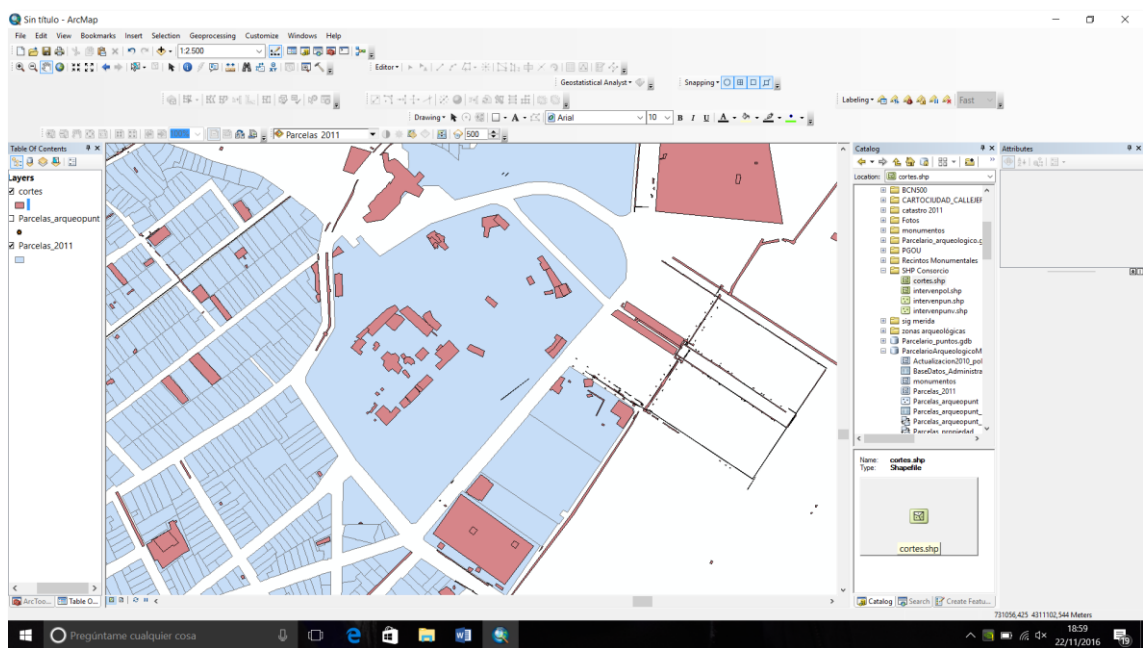 Sin título - ArcMap
File Edit View Bookmarks Insert Selection Geoprocessing Customize Windows Help
1:2.500
Editor
Geostatistical Analyst
Snapping
Labeling
Fast
Drawing
A
Arial
10
B I U A
100%
Parcelas 2011
500
Table Of Contents
Layers
cortes
Parcelas_arqueopunt
Parcelas_2011
Catalog
Location: cortes.shp
BCN500
CARTOCIUDAD_CALLEJER
catastro 2011
Fotos
monumentos
Parcelario_arqueologico.g
PGOU
Recintos Monumentales
SHP Consorcio
cortes.shp
intervenpol.shp
intervenpun.shp
intervenpunv.shp
sig merida
zonas arqueológicas
Parcelario_puntos.gdb
ParcelarioArqueologicoM
Actualizacion2010_pol
BaseDatos_Administra
monumentos
Parcelas_2011
Parcelas_arqueopunt
Parcelas_arqueopunt_
Parcelas_arqueopunt_
Parcelas_propiedad
Name: cortes.shp
Type: Shapefile
cortes.shp
Attributes
ArcToo...
Table O...
Catalog
Search
Create Featu...
731056,425 4311102,544 Meters
Pregúntame cualquier cosa
18:59
22/11/2016
19